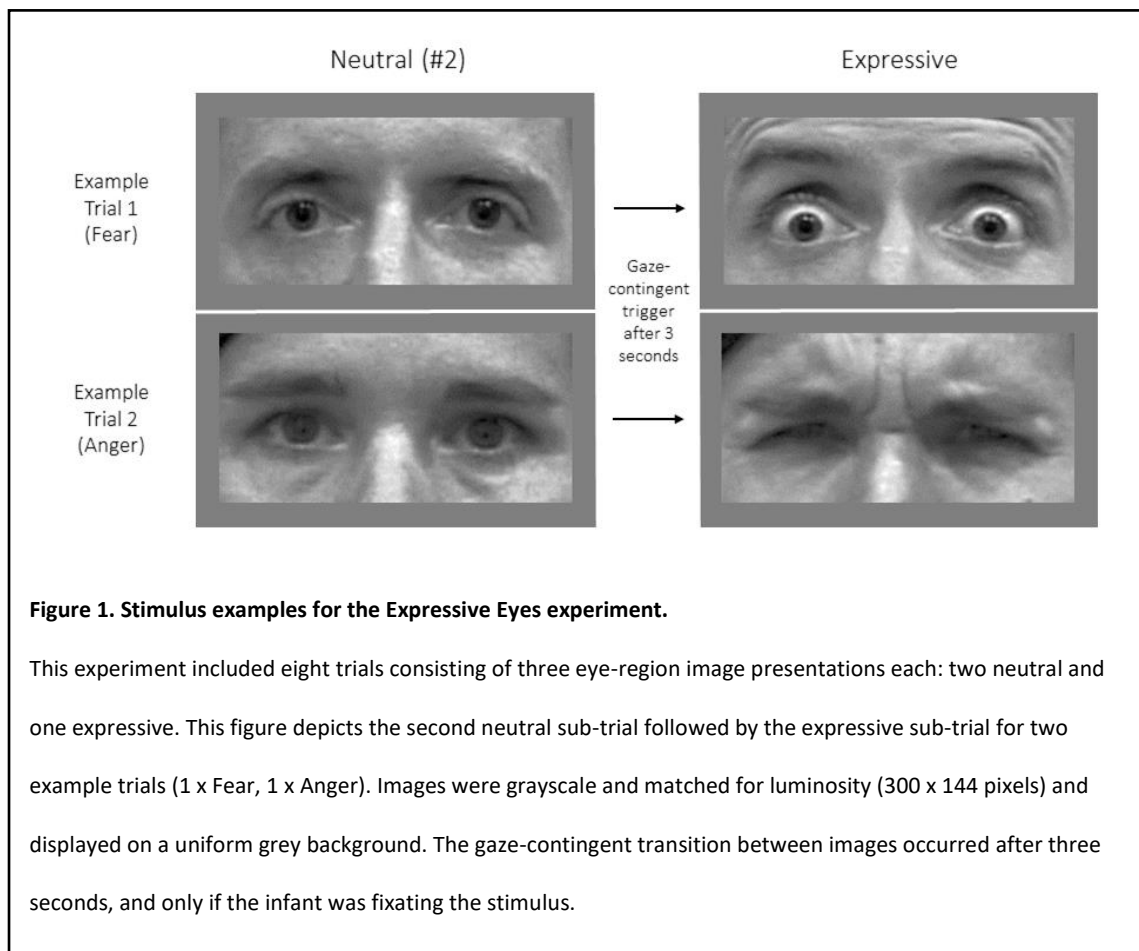 Neutral (#2)
Expressive
Example
Trial 1
(Fear)
Gaze-
contingent
trigger
after 3
seconds
Example
Trial 2
(Anger)
Figure 1. Stimulus examples for the Expressive Eyes experiment.
This experiment included eight trials consisting of three eye-region image presentations each: two neutral and
one expressive. This figure depicts the second neutral sub-trial followed by the expressive sub-trial for two
example trials (1 x Fear, 1 x Anger). Images were grayscale and matched for luminosity (300 x 144 pixels) and
displayed on a uniform grey background. The gaze-contingent transition between images occurred after three
seconds, and only if the infant was fixating the stimulus.